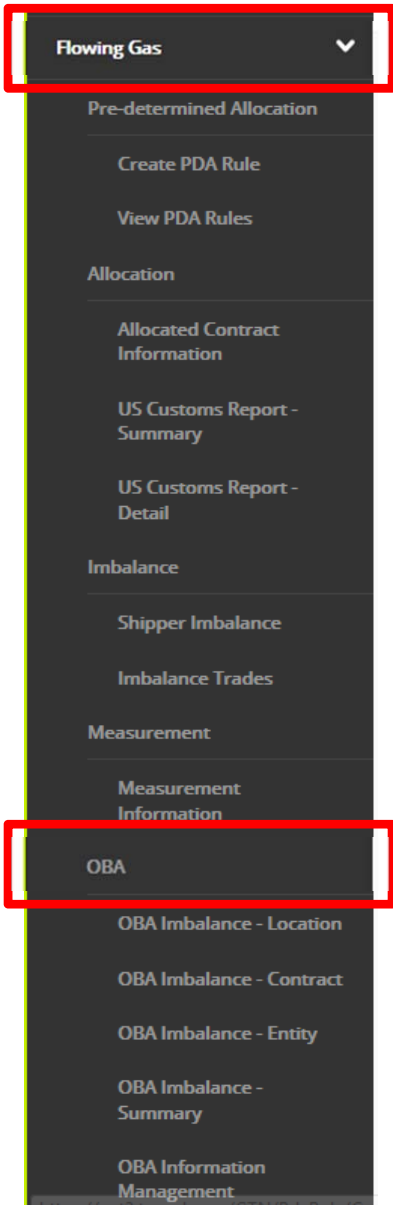 Flowing Gas
Pre-determined Allocation
Create PDA Rule
View PDA Rules
Allocation
Allocated Contract
Information
US Customs Report -
Summary
US Customs Report -
Detail
Imbalance
Shipper Imbalance
Imbalance Trades
Measurement
Measurement
Information
OBA
OBA Imbalance - Location
OBA Imbalance - Contract
OBA Imbalance - Entity
OBA Imbalance -
Summary
OBA Information
Management